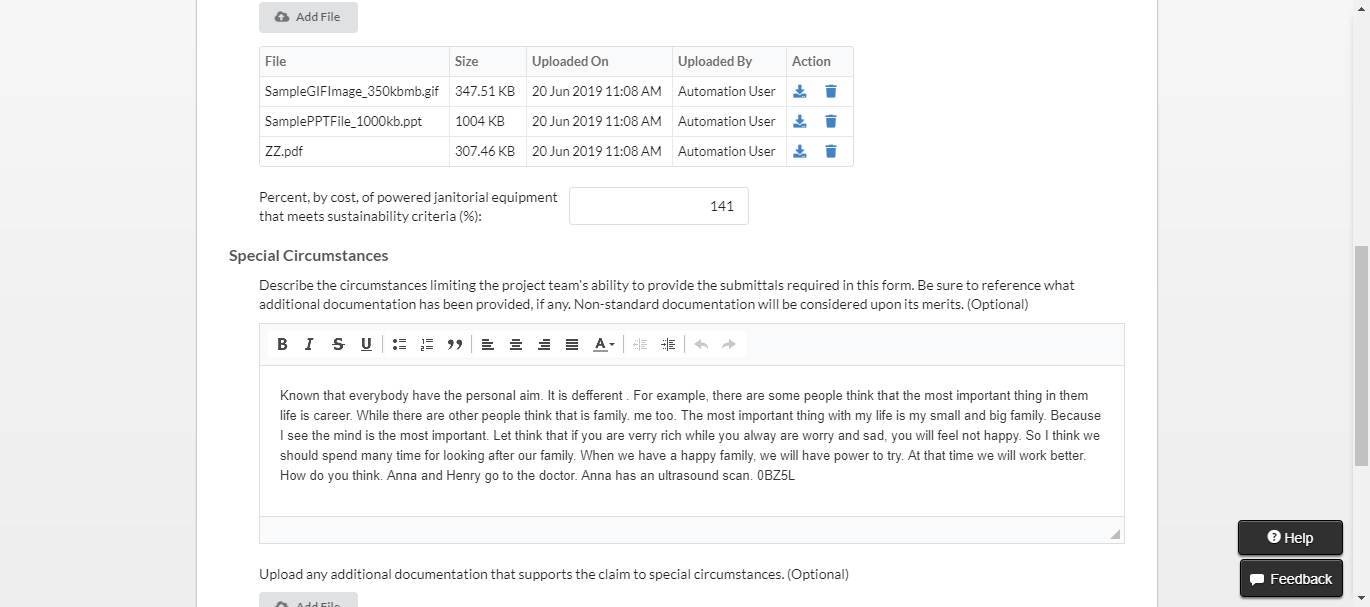 Add File
File Size Uploaded On Uploaded By Action
SampleGIFImage_350kbmb.gif 347.51 KB 20 Jun 2019 11:08 AM Automation User
SamplePPTFile_1000kb.ppt 1004 KB 20 Jun 2019 11:08 AM Automation User
ZZ.pdf 307.46 KB 20 Jun 2019 11:08 AM Automation User
Percent, by cost, of powered janitorial equipment
that meets sustainability criteria (%):
141
Special Circumstances
Describe the circumstances limiting the project team's ability to provide the submittals required in this form. Be sure to reference what
additional documentation has been provided, if any. Non-standard documentation will be considered upon its merits. (Optional)
B I S U A
Known that everybody have the personal aim. It is defferent . For example, there are some people think that the most important thing in them
life is career. While there are other people think that is family. me too. The most important thing with my life is my small and big family. Because
I see the mind is the most important. Let think that if you are verry rich while you alway are worry and sad, you will feel not happy. So I think we
should spend many time for looking after our family. When we have a happy family, we will have power to try. At that time we will work better.
How do you think. Anna and Henry go to the doctor. Anna has an ultrasound scan. 0BZ5L
Help
Feedback
Upload any additional documentation that supports the claim to special circumstances. (Optional)
Add File